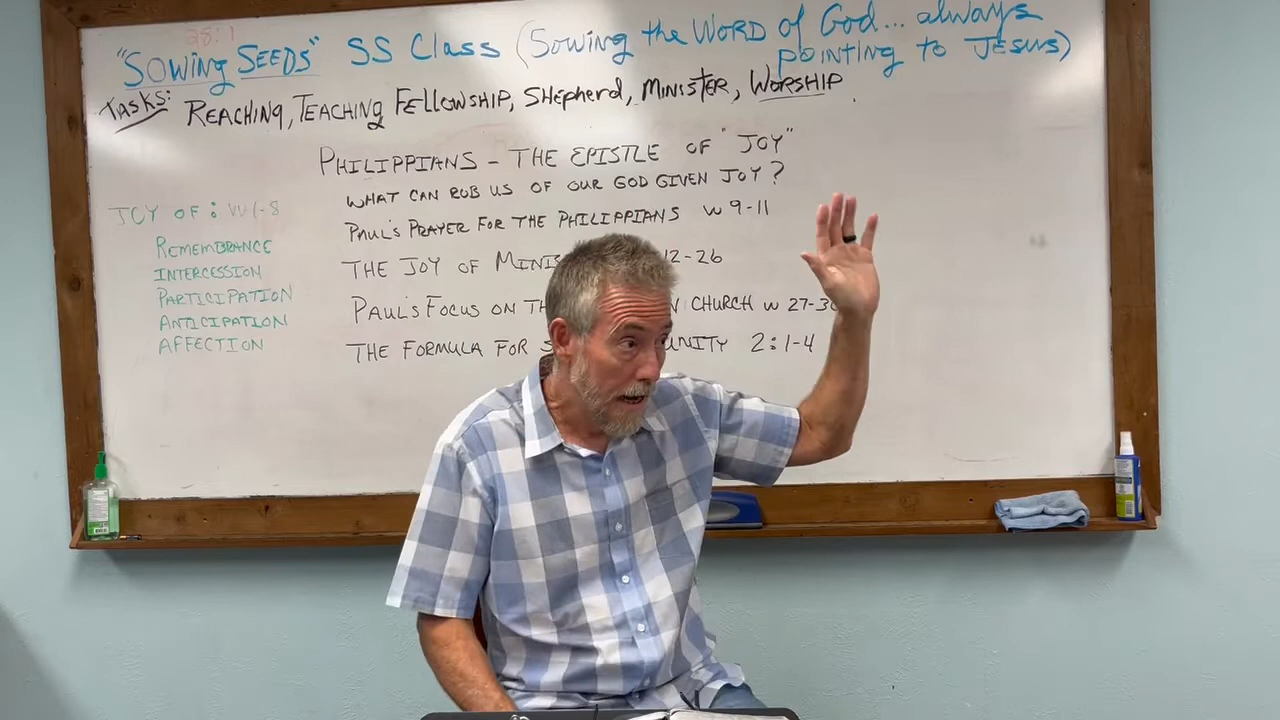 28:1
"SOWING SEEDS" SS CLASS (SOWING the WORD of GOD... always
pointing to JESUS)
TASKS: REACHING, TEACHING FELLOWSHIP, SHEPHERD, MINISTER, WORSHIP
PHILIPPIANS - THE EPISTLE OF "JOY"
WHAT CAN ROB US OF OUR GOD GIVEN JOY?
JOY OF: VV 1-8
PAUL'S PRAYER FOR THE PHILIPPIANS VV 9-11
REMEMBRANCE
THE JOY OF MINIS 12-26
INTERCESSION
PARTICIPATION
PAUL'S FOCUS ON TH N CHURCH VV 27-30
ANTICIPATION
THE FORMULA FOR S UNITY 2:1-4
AFFECTION